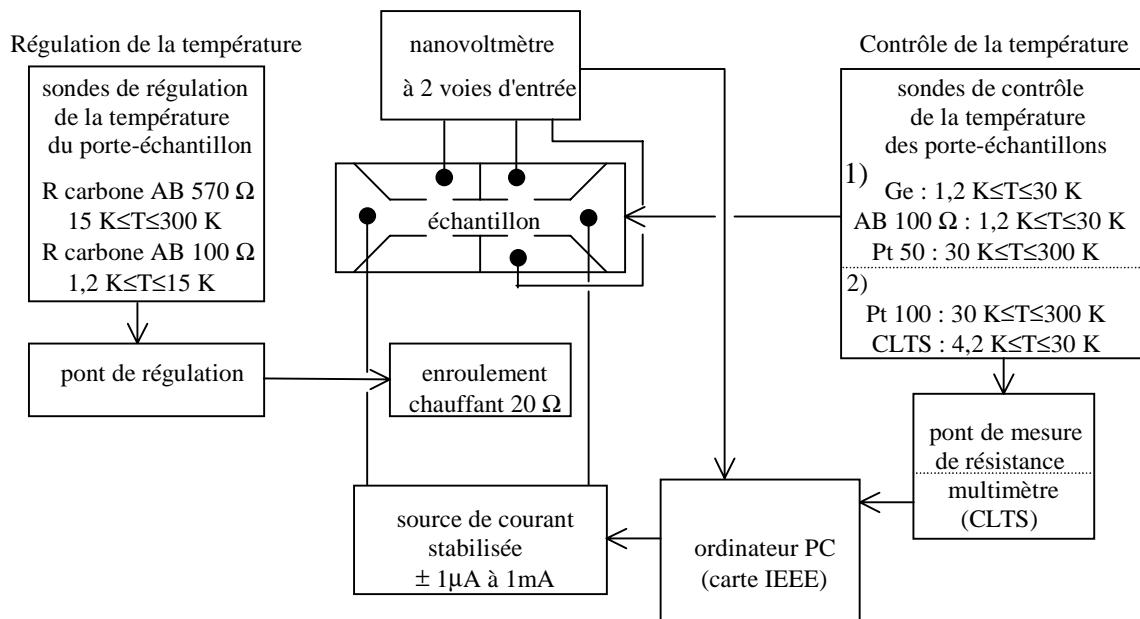 Régulation de la température
sondes de régulation
de la température
du porte-échantillon
R carbone AB 570 Ω
15 K≤T≤300 K
R carbone AB 100 Ω
1,2 K≤T≤15 K
pont de régulation
nanovoltmètre
à 2 voies d'entrée
échantillon
enroulement
chauffant 20 Ω
source de courant
stabilisée
± 1µA à 1mA
ordinateur PC
(carte IEEE)
Contrôle de la température
sondes de contrôle
de la température
des porte-échantillons
1)
Ge : 1,2 K≤T≤30 K
AB 100 Ω : 1,2 K≤T≤30 K
Pt 50 : 30 K≤T≤300 K
2)
Pt 100 : 30 K≤T≤300 K
CLTS : 4,2 K≤T≤30 K
pont de mesure
de résistance
multimètre
(CLTS)